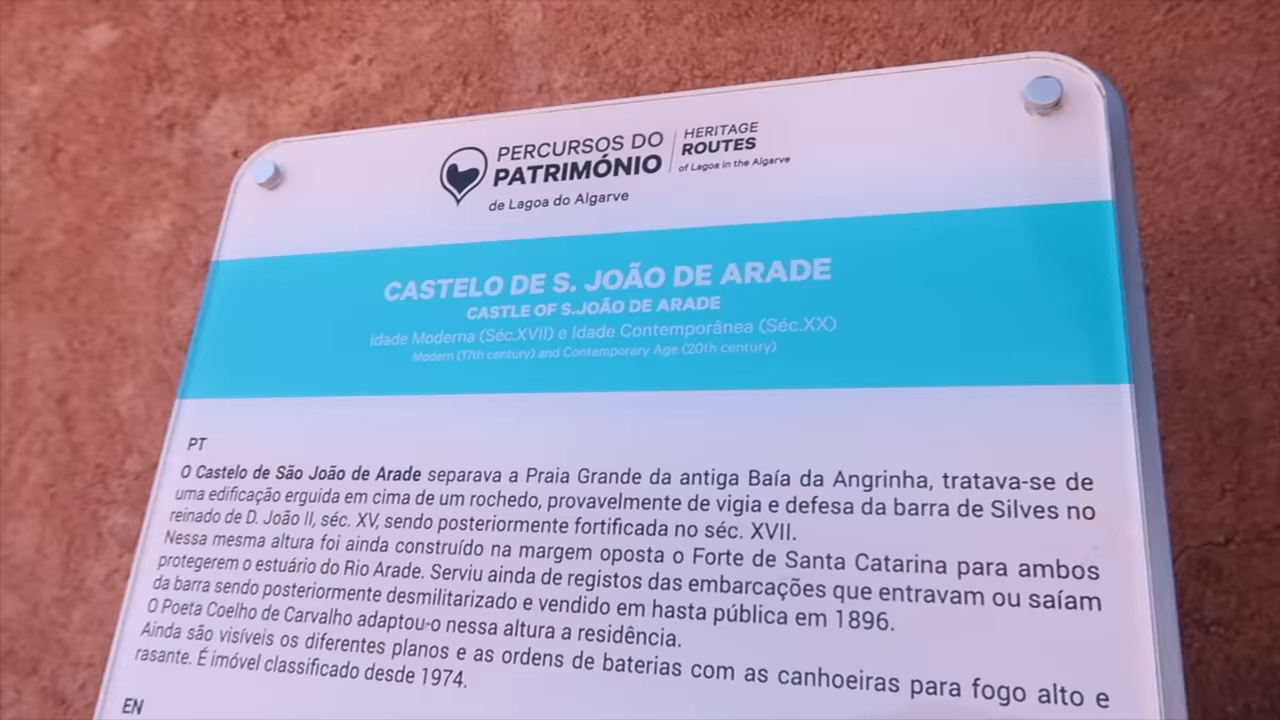 PERCURSOS DO
PATRIMÓNIO
de Lagoa do Algarve
HERITAGE
ROUTES
of Lagoa in the Algarve
CASTELO DE S. JOÃO DE ARADE
CASTLE OF S.JOÃO DE ARADE
Idade Moderna (Séc.XVII) e Idade Contemporânea (Séc.XX)
Modern (17th century) and Contemporary Age (20th century)
PT
O Castelo de São João de Arade separava a Praia Grande da antiga Baía da Angrinha, tratava-se de
uma edificação erguida em cima de um rochedo, provavelmente de vigia e defesa da barra de Silves no
reinado de D. João II, séc. XV, sendo posteriormente fortificada no séc. XVII.
Nessa mesma altura foi ainda construído na margem oposta o Forte de Santa Catarina para ambos
protegerem o estuário do Rio Arade. Serviu ainda de registos das embarcações que entravam ou saíam
da barra sendo posteriormente desmilitarizado e vendido em hasta pública em 1896.
O Poeta Coelho de Carvalho adaptou-o nessa altura a residência.
Ainda são visíveis os diferentes planos e as ordens de baterias com as canhoeiras para fogo alto e
rasante. É imóvel classificado desde 1974.
EN